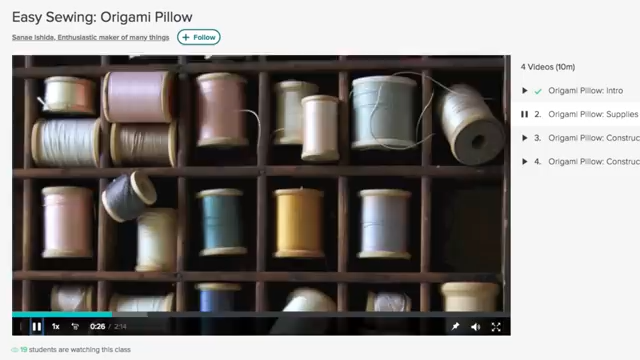 Easy Sewing: Origami Pillow
Sanae Ishida, Enthusiastic maker of many things
+ Follow
4 Videos (10m)
Origami Pillow: Intro
2. Origami Pillow: Supplies
3. Origami Pillow: Construc
4. Origami Pillow: Construc
1x 0:26 / 2:14
19 students are watching this class